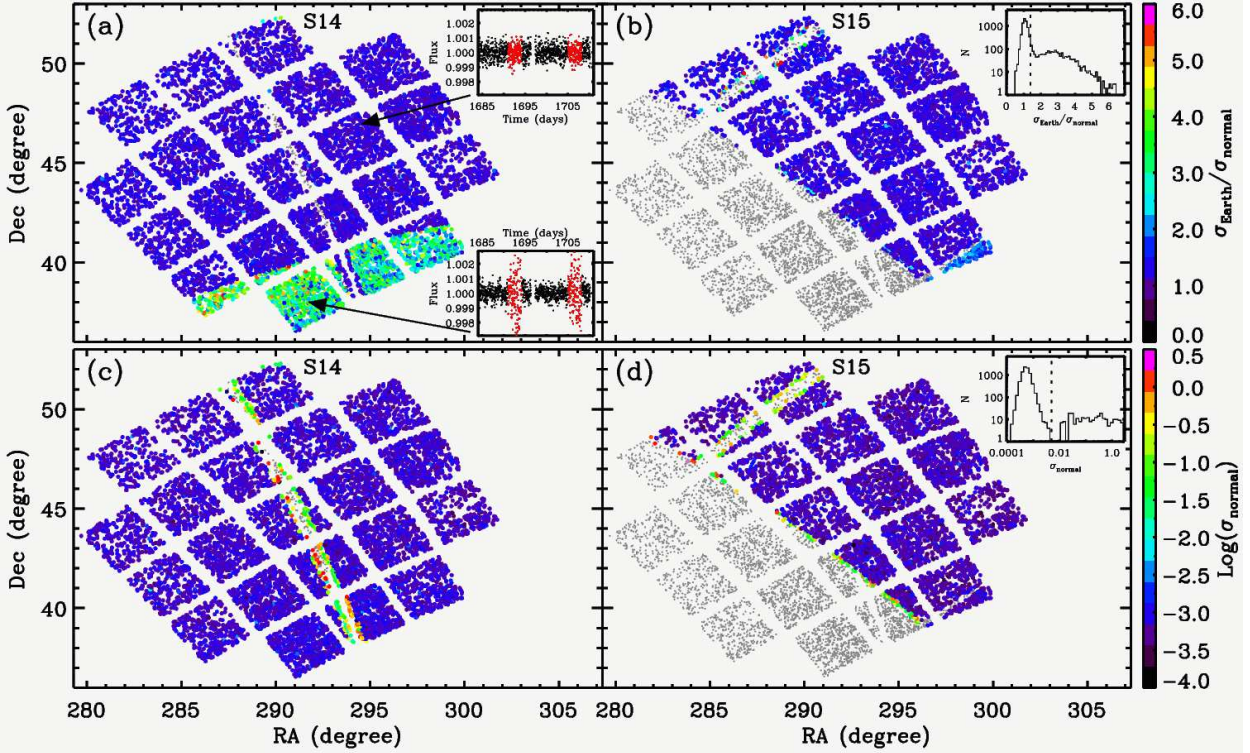 (a) S14
1.002
1.001
1.000
0.999
0.998
Flux
1685 1695 1705
Time (days)
Time (days)
1685 1695 1705
1.002
1.001
1.000
0.999
0.998
Flux
50
45
40
Dec (degree)
(b) S15
1000
100
10
1
N
0 1 2 3 4 5 6
σEarth/σnormal
6.0
5.0
4.0
3.0
2.0
1.0
0.0
σEarth/σnormal
(c) S14
50
45
40
Dec (degree)
280 285 290 295 300
RA (degree)
(d) S15
1000
100
10
1
N
0.0001 0.01 1.0
σnormal
280 285 290 295 300 305
RA (degree)
0.5
0.0
−0.5
−1.0
−1.5
−2.0
−2.5
−3.0
−3.5
−4.0
Log(σnormal)